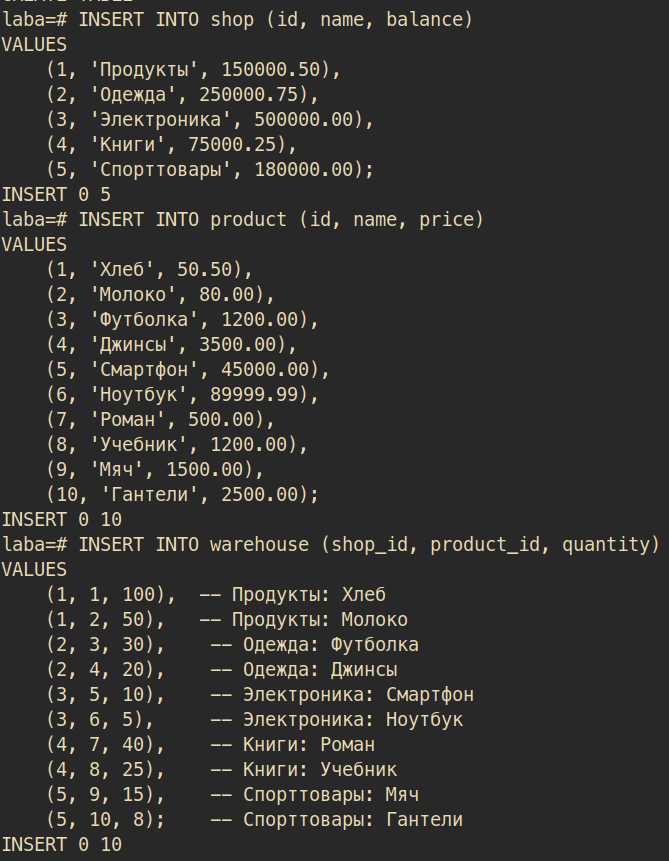 laba=# INSERT INTO shop (id, name, balance)
VALUES
    (1, 'Продукты', 150000.50),
    (2, 'Одежда', 250000.75),
    (3, 'Электроника', 500000.00),
    (4, 'Книги', 75000.25),
    (5, 'Спорттовары', 180000.00);
INSERT 0 5
laba=# INSERT INTO product (id, name, price)
VALUES
    (1, 'Хлеб', 50.50),
    (2, 'Молоко', 80.00),
    (3, 'Футболка', 1200.00),
    (4, 'Джинсы', 3500.00),
    (5, 'Смартфон', 45000.00),
    (6, 'Ноутбук', 89999.99),
    (7, 'Роман', 500.00),
    (8, 'Учебник', 1200.00),
    (9, 'Мяч', 1500.00),
    (10, 'Гантели', 2500.00);
INSERT 0 10
laba=# INSERT INTO warehouse (shop_id, product_id, quantity)
VALUES
    (1, 1, 100),  -- Продукты: Хлеб
    (1, 2, 50),   -- Продукты: Молоко
    (2, 3, 30),    -- Одежда: Футболка
    (2, 4, 20),    -- Одежда: Джинсы
    (3, 5, 10),    -- Электроника: Смартфон
    (3, 6, 5),     -- Электроника: Ноутбук
    (4, 7, 40),    -- Книги: Роман
    (4, 8, 25),    -- Книги: Учебник
    (5, 9, 15),    -- Спорттовары: Мяч
    (5, 10, 8);    -- Спорттовары: Гантели
INSERT 0 10